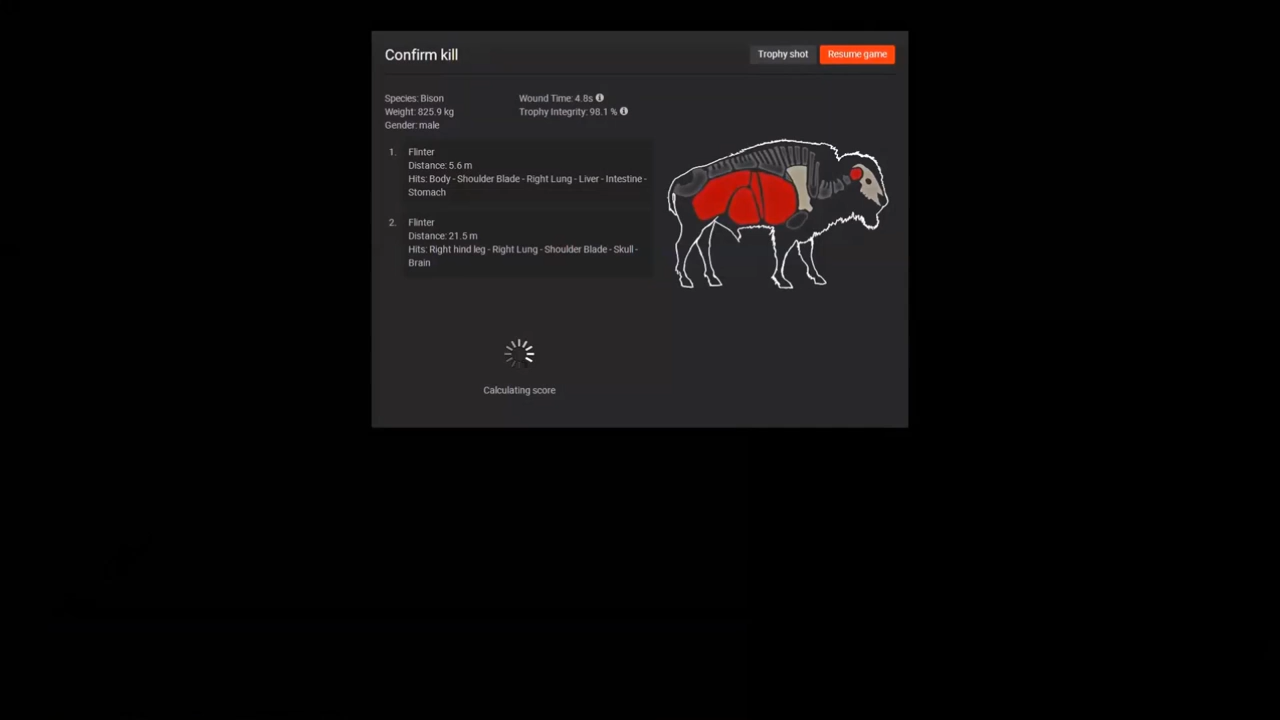 Confirm kill
Trophy shot
Resume game
Species: Bison
Weight: 825.9 kg
Gender: male
Wound Time: 4.8s
Trophy Integrity: 98.1 %
1. Flinter
Distance: 5.6 m
Hits: Body - Shoulder Blade - Right Lung - Liver - Intestine -
Stomach
2. Flinter
Distance: 21.5 m
Hits: Right hind leg - Right Lung - Shoulder Blade - Skull -
Brain
Calculating score